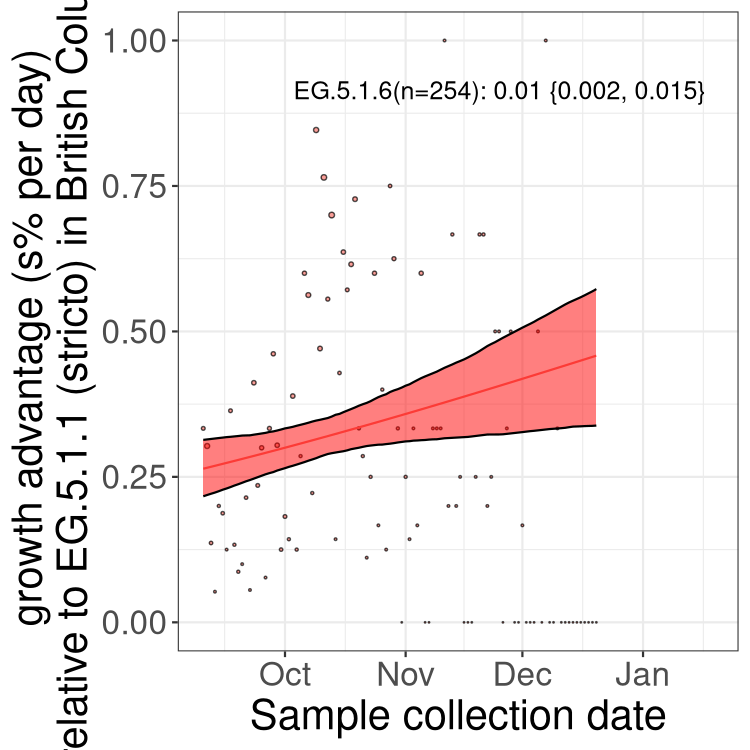 growth advantage (s% per day)
relative to EG.5.1.1 (stricto) in British
1.00
0.75
0.50
0.25
0.00
EG.5.1.6(n=254): 0.01 {0.002, 0.015}
Oct Nov Dec Jan
Sample collection date